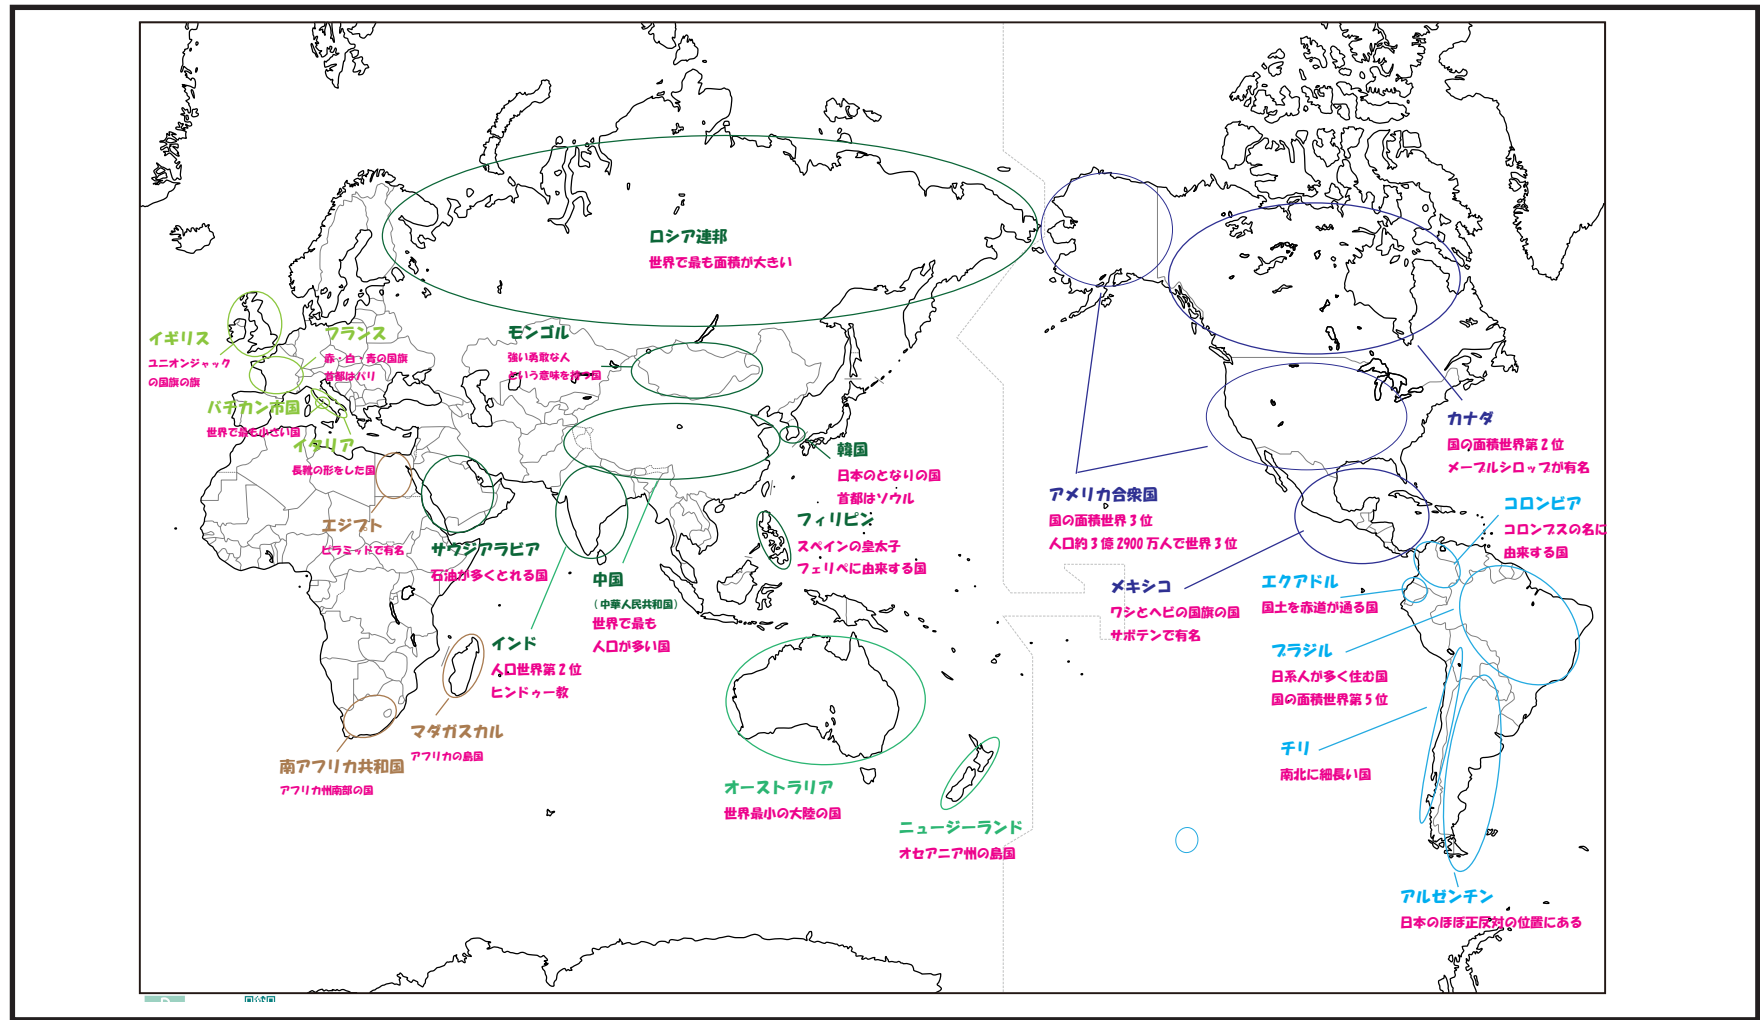 ロシア連邦
世界で最も面積が大きい
イギリス
ユニオンジャック
の国旗の旗
フランス
赤・白・青の国旗
首都はパリ
バチカン市国
世界で最も小さい国
イタリア
長靴の形をした国
モンゴル
強い勇敢な人
という意味を持つ国
韓国
日本のとなりの国
首都はソウル
フィリピン
スペインの皇太子
フェリペに由来する国
エジプト
ピラミッドで有名
サウジアラビア
石油が多くとれる国
中国
(中華人民共和国)
世界で最も
人口が多い国
インド
人口世界第2位
ヒンドゥー教
マダガスカル
アフリカの島国
南アフリカ共和国
アフリカ州南部の国
オーストラリア
世界最小の大陸の国
ニュージーランド
オセアニア州の島国
カナダ
国の面積世界第2位
メープルシロップが有名
アメリカ合衆国
国の面積世界3位
人口約3億2900万人で世界3位
メキシコ
ワシとヘビの国旗の国
サボテンで有名
コロンビア
コロンブスの名に
由来する国
エクアドル
国土を赤道が通る国
ブラジル
日系人が多く住む国
国の面積世界第5位
チリ
南北に細長い国
アルゼンチン
日本のほぼ正反対の位置にある